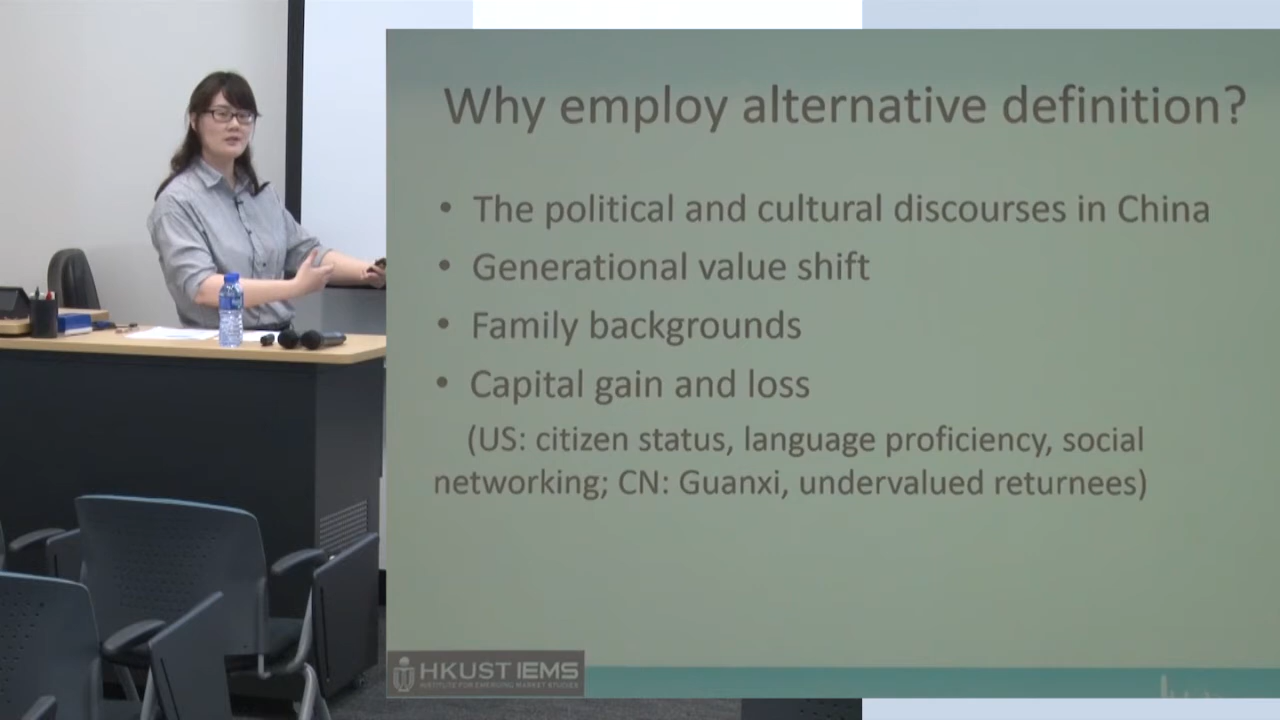 Why employ alternative definition?
• The political and cultural discourses in China
• Generational value shift
• Family backgrounds
• Capital gain and loss
(US: citizen status, language proficiency, social
networking; CN: Guanxi, undervalued returnees)
HKUST IEMS
INSTITUTE FOR EMERGING MARKET STUDIES